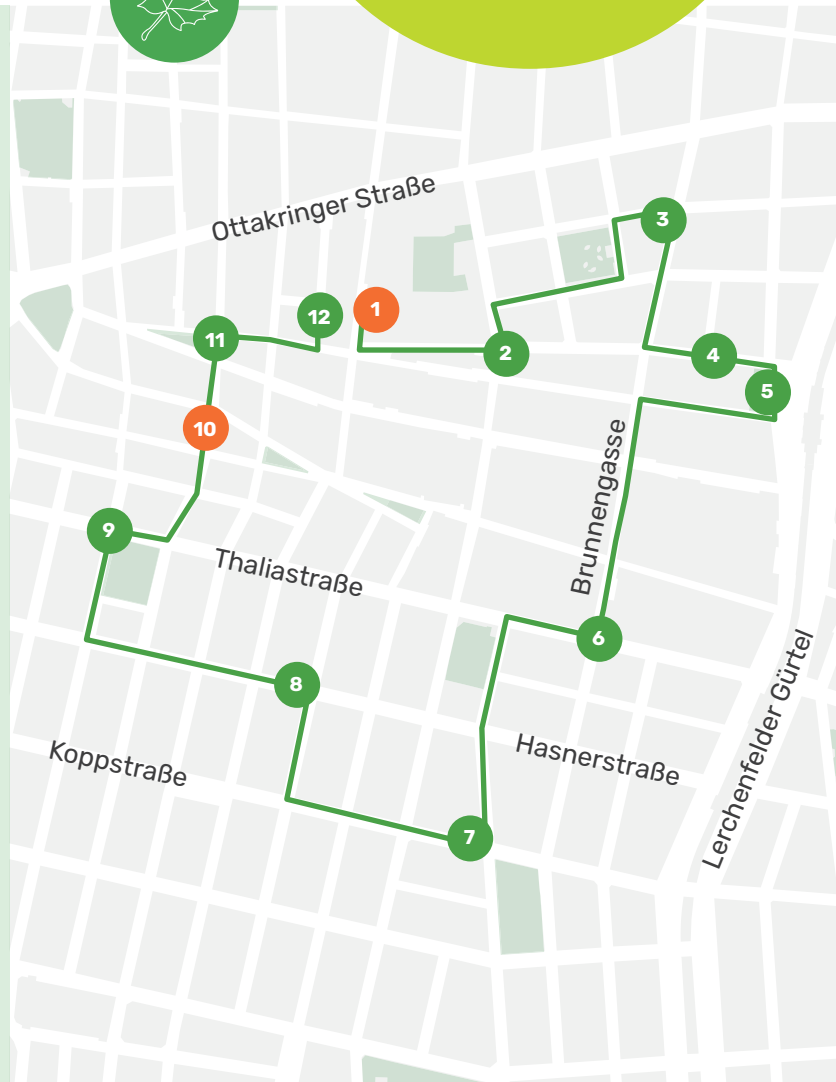 Ottakringer Straße
3
1
12
11
2
4
5
10
Brunnengasse
9
Thaliastraße
6
8
Lerchenfelder Gürtel
Hasnerstraße
Koppstraße
7